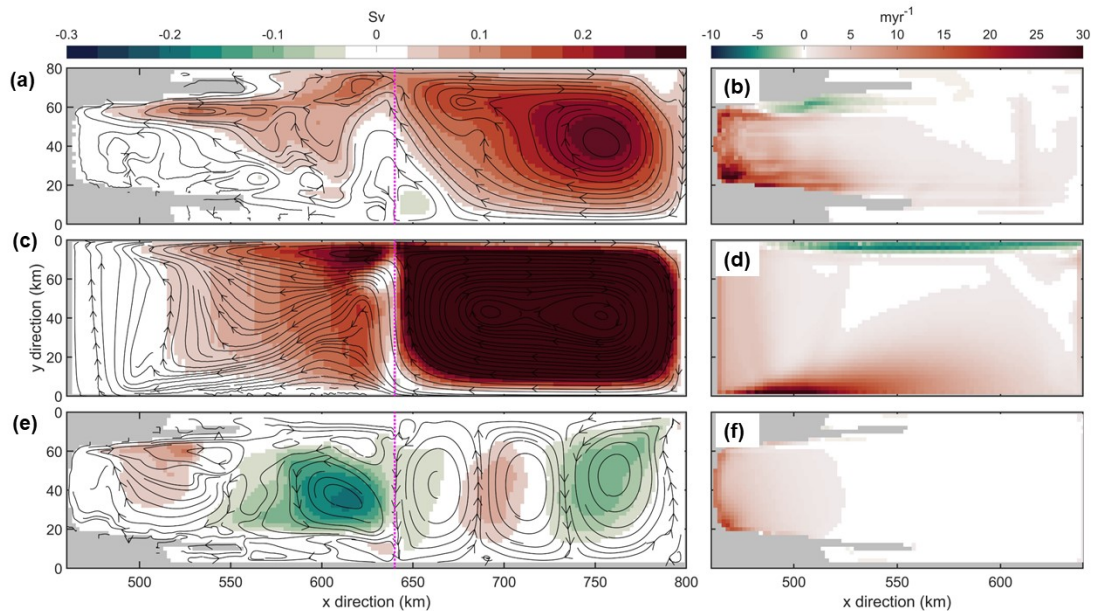 Sv
myr-1
-0.3 -0.2 -0.1 0 0.1 0.2
-10 -5 0 5 10 15 20 25 30
(a)
80
60
40
20
0
(b)
(c)
0
60
40
20
0
y direction (km)
(d)
(e)
0
60
40
20
0
(f)
500 550 600 650 700 750 800
500 550 600
x direction (km)
x direction (km)